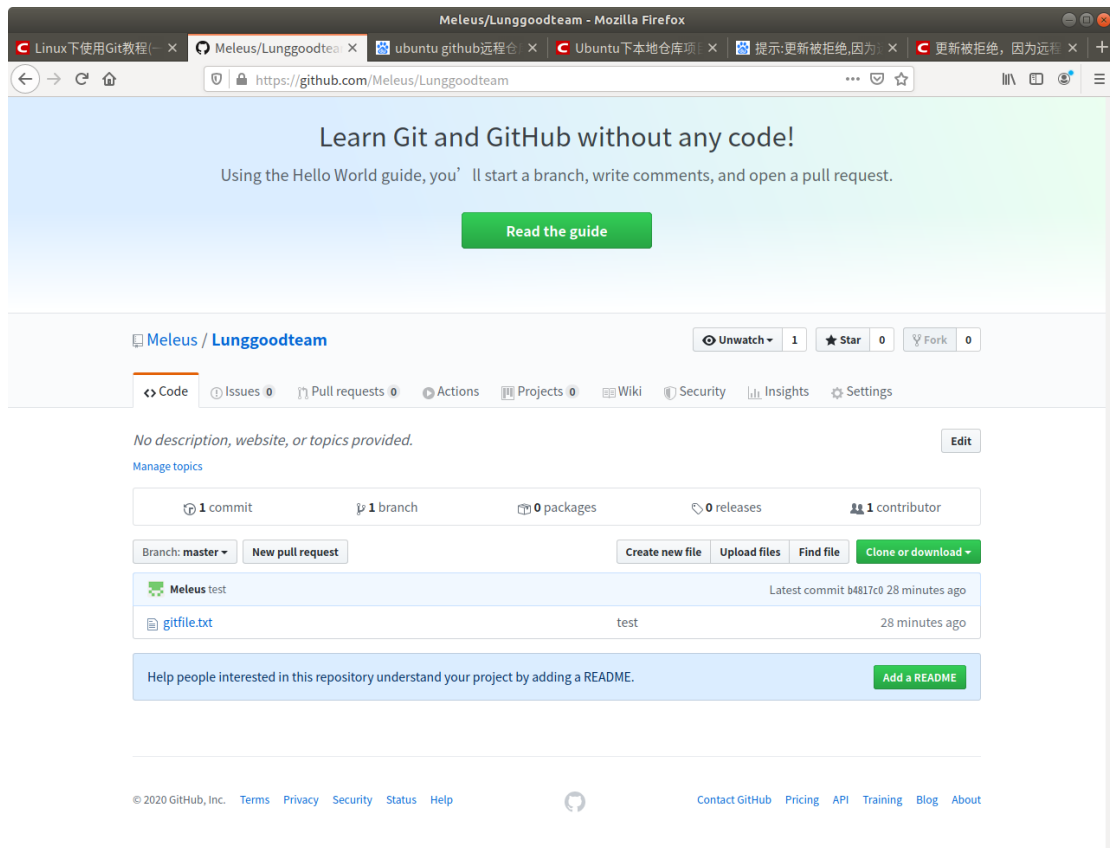 Meleus/Lunggoodteam - Mozilla Firefox
Linux下使用Git教程(一 Meleus/Lunggoodtea ubuntu github远程仓 Ubuntu下本地仓库项 提示:更新被拒绝,因为 更新被拒绝，因为远程
https://github.com/Meleus/Lunggoodteam
Learn Git and GitHub without any code!
Using the Hello World guide, you’ll start a branch, write comments, and open a pull request.
Read the guide
Meleus / Lunggoodteam Unwatch 1 Star 0 Fork 0
Code Issues 0 Pull requests 0 Actions Projects 0 Wiki Security Insights Settings
No description, website, or topics provided. Edit
Manage topics
1 commit 1 branch 0 packages 0 releases 1 contributor
Branch: master New pull request Create new file Upload files Find file Clone or download
Meleus test Latest commit b4817c0 28 minutes ago
gitfile.txt test 28 minutes ago
Help people interested in this repository understand your project by adding a README. Add a README
© 2020 GitHub, Inc. Terms Privacy Security Status Help Contact GitHub Pricing API Training Blog About